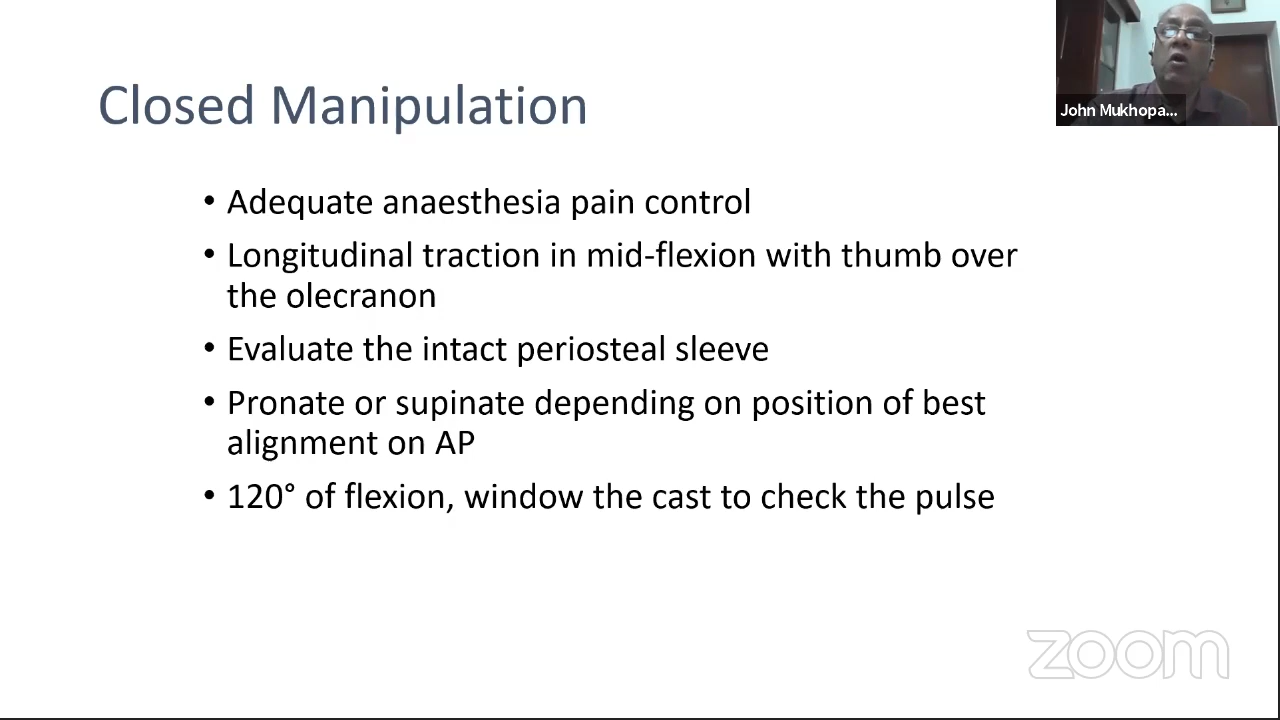 Closed Manipulation
John Mukhopa...
• Adequate anaesthesia pain control
• Longitudinal traction in mid-flexion with thumb over
the olecranon
• Evaluate the intact periosteal sleeve
• Pronate or supinate depending on position of best
alignment on AP
• 120° of flexion, window the cast to check the pulse
zoom